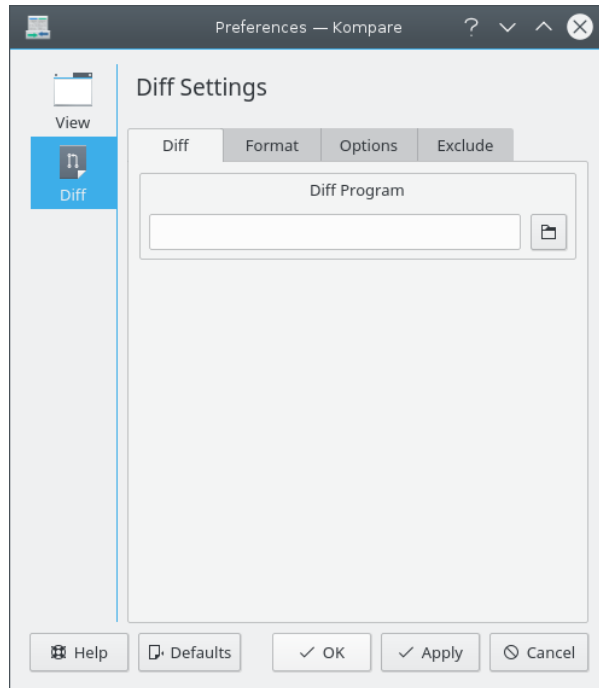 Preferences — Kompare
View
Diff
Diff Settings
Diff Format Options Exclude
Diff Program
Help Defaults OK Apply Cancel